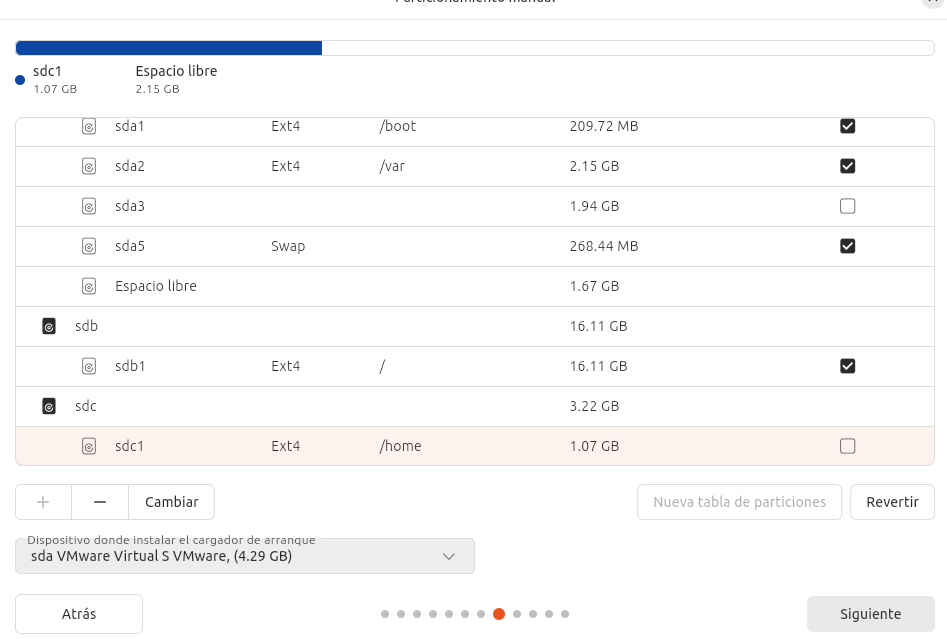 Particionamiento manual
sdc1
1.07 GB
Espacio libre
2.15 GB
sda1 Ext4 /boot 209.72 MB
sda2 Ext4 /var 2.15 GB
sda3 1.94 GB
sda5 Swap 268.44 MB
Espacio libre 1.67 GB
sdb 16.11 GB
sdb1 Ext4 / 16.11 GB
sdc 3.22 GB
sdc1 Ext4 /home 1.07 GB
+ − Cambiar Nueva tabla de particiones Revertir
Dispositivo donde instalar el cargador de arranque
sda VMware Virtual S VMware, (4.29 GB)
Atrás Siguiente